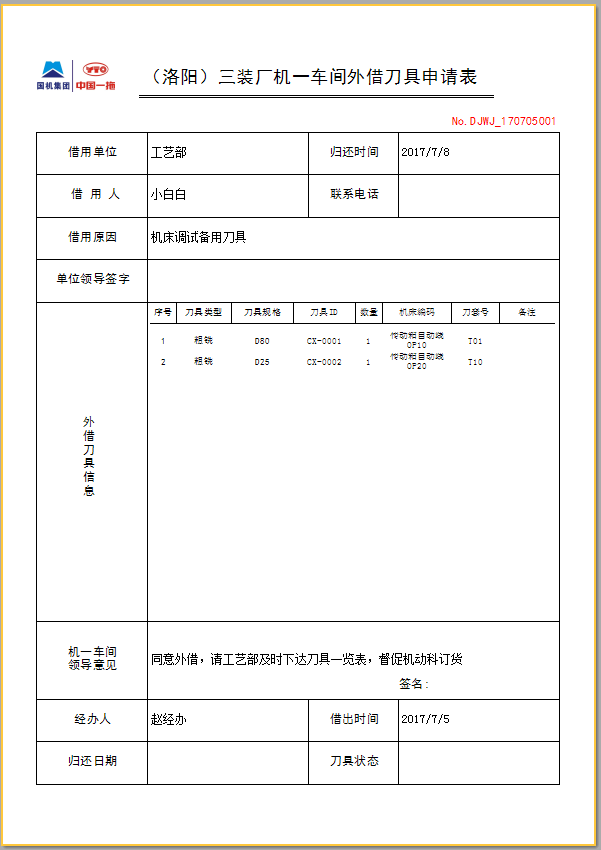 国机集团
YTO
中国一拖
（洛阳）三装厂机一车间外借刀具申请表
No.DJWJ_170705001
借用单位 工艺部 归还时间 2017/7/8
借 用 人 小白白 联系电话
借用原因 机床调试备用刀具
单位领导签字
外借刀具信息
序号 刀具类型 刀具规格 刀具ID 数量 机床编码 刀套号 备注
1 粗铣 D80 CX-0001 1 传动箱自动线 OP10 T01
2 粗铣 D25 CX-0002 1 传动箱自动线 OP20 T10
机一车间
领导意见
同意外借，请工艺部及时下达刀具一览表，督促机动科订货
签名：
经办人 赵经办 借出时间 2017/7/5
归还日期 刀具状态